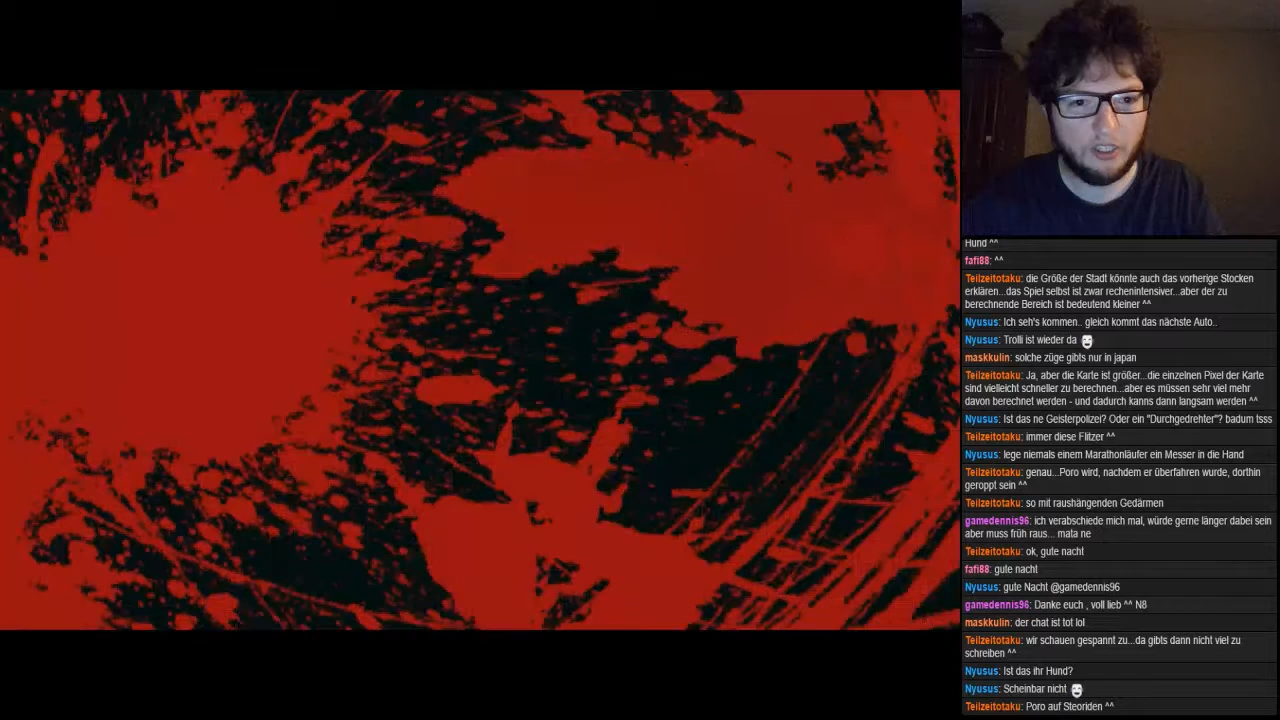 Hund ^^
fafi88: ^^
Teilzeitotaku: die Größe der Stadt könnte auch das vorherige Stocken
erklären...das Spiel selbst ist zwar rechenintensiver...aber der zu
berechnende Bereich ist bedeutend kleiner ^^
Nyusus: Ich seh's kommen.. gleich kommt das nächste Auto..
Nyusus: Trolli ist wieder da
maskkulin: solche züge gibts nur in japan
Teilzeitotaku: Ja, aber die Karte ist größer...die einzelnen Pixel der Karte
sind vielleicht schneller zu berechnen...aber es müssen sehr viel mehr
davon berechnet werden - und dadurch kanns dann langsam werden ^^
Nyusus: Ist das ne Geisterpolizei? Oder ein "Durchgedrehter"? badum tsss
Teilzeitotaku: immer diese Flitzer ^^
Nyusus: lege niemals einem Marathonläufer ein Messer in die Hand
Teilzeitotaku: genau...Poro wird, nachdem er überfahren wurde, dorthin
geroppt sein ^^
Teilzeitotaku: so mit raushängenden Gedärmen
gamedennis96: ich verabschiede mich mal, würde gerne länger dabei sein
aber muss früh raus... mata ne
Teilzeitotaku: ok, gute nacht
fafi88: gute nacht
Nyusus: gute Nacht @gamedennis96
gamedennis96: Danke euch , voll lieb ^^ N8
maskkulin: der chat ist tot lol
Teilzeitotaku: wir schauen gespannt zu...da gibts dann nicht viel zu
schreiben ^^
Nyusus: Ist das ihr Hund?
Nyusus: Scheinbar nicht
Teilzeitotaku: Poro auf Steoriden ^^